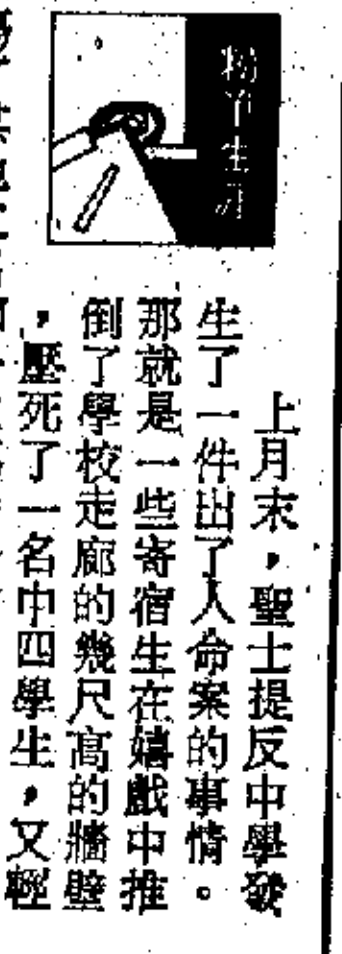 粉筆生涯
上月末，聖士提反中學發
生了一件出了人命案的事情。
那就是一些寄宿生在嬉戲中推
倒了學校走廊的幾尺高的牆壁
，壓死了一名中四學生，又輕